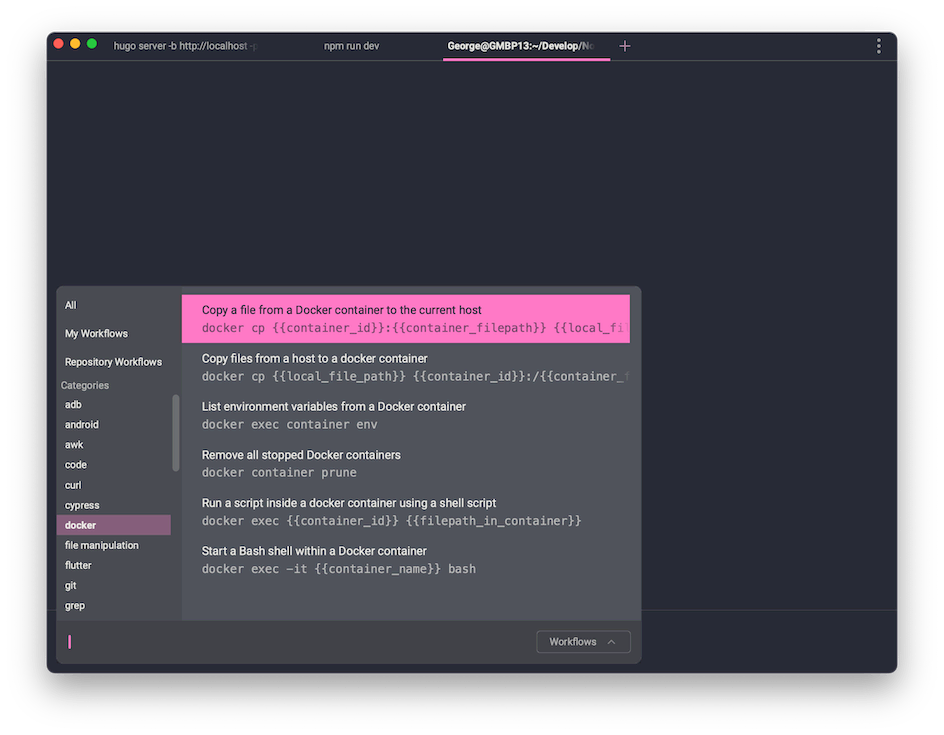 hugo server -b http://localhost -p
npm run dev
George@GMBP13:~/Develop/No
All
My Workflows
Repository Workflows
Categories
adb
android
awk
code
curl
cypress
docker
file manipulation
flutter
git
grep
Copy a file from a Docker container to the current host
docker cp {{container_id}}:{{container_filepath}} {{local_fil
Copy files from a host to a docker container
docker cp {{local_file_path}} {{container_id}}:/{{container_f
List environment variables from a Docker container
docker exec container env
Remove all stopped Docker containers
docker container prune
Run a script inside a docker container using a shell script
docker exec {{container_id}} {{filepath_in_container}}
Start a Bash shell within a Docker container
docker exec -it {{container_name}} bash
Workflows